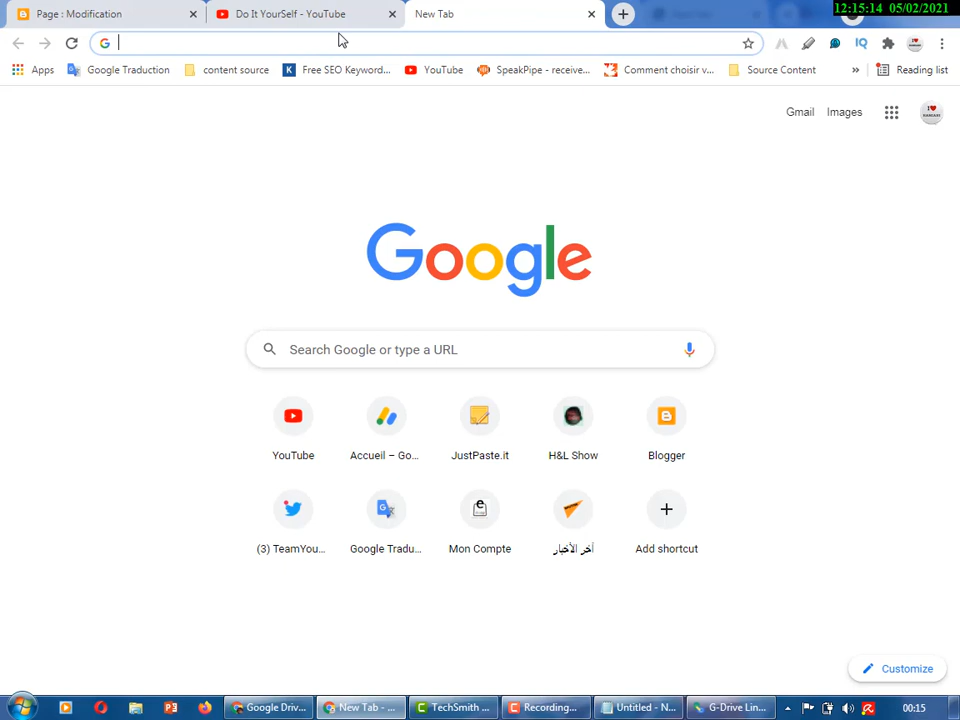 Page : Modification
Do It YourSelf - YouTube
New Tab
12:15:14 05/02/2021
Apps
Google Traduction
content source
Free SEO Keyword...
YouTube
SpeakPipe - receive...
Comment choisir v...
Source Content
»
Reading list
Gmail
Images
Google
Search Google or type a URL
YouTube
Accueil – Go...
JustPaste.it
H&L Show
Blogger
(3) TeamYou...
Google Tradu...
Mon Compte
آخر الأخبار
Add shortcut
Customize
Google Driv...
New Tab - ...
TechSmith ...
Recording...
Untitled - N...
G-Drive Lin...
00:15